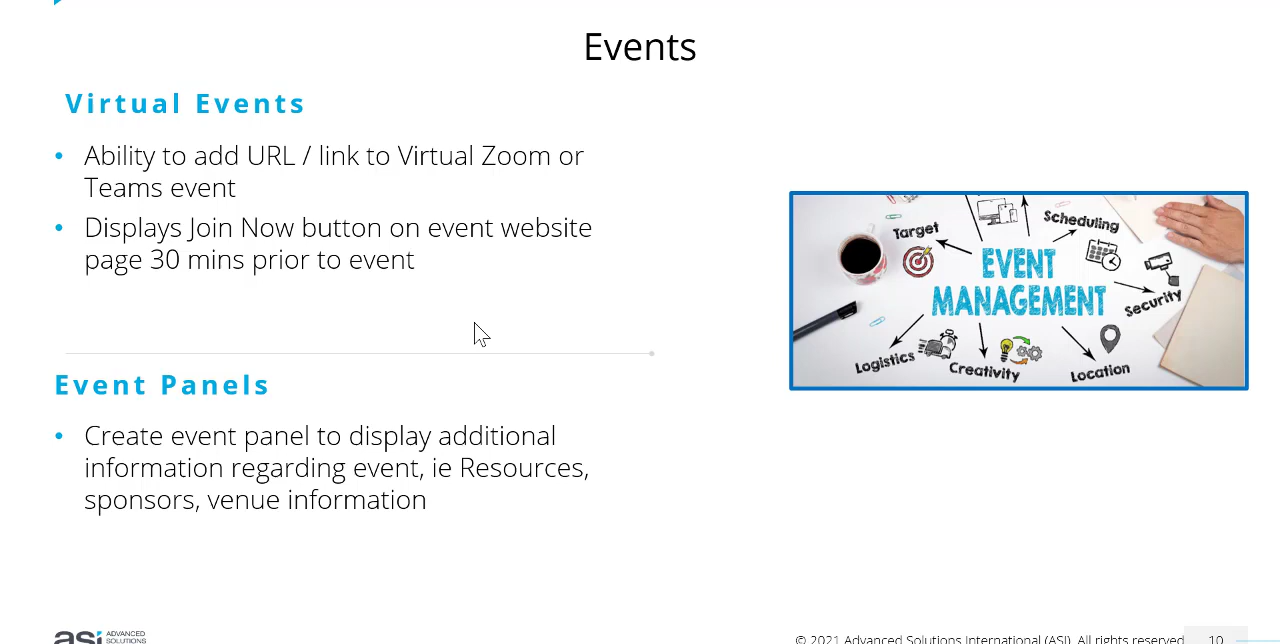 Events
Virtual Events
• Ability to add URL / link to Virtual Zoom or
Teams event
• Displays Join Now button on event website
page 30 mins prior to event
Event Panels
• Create event panel to display additional
information regarding event, ie Resources,
sponsors, venue information
Target
Scheduling
EVENT
MANAGEMENT
Security
Logistics
Creativity
Location
asi ADVANCED
SOLUTIONS
© 2021 Advanced Solutions International (ASI). All rights reserved
10